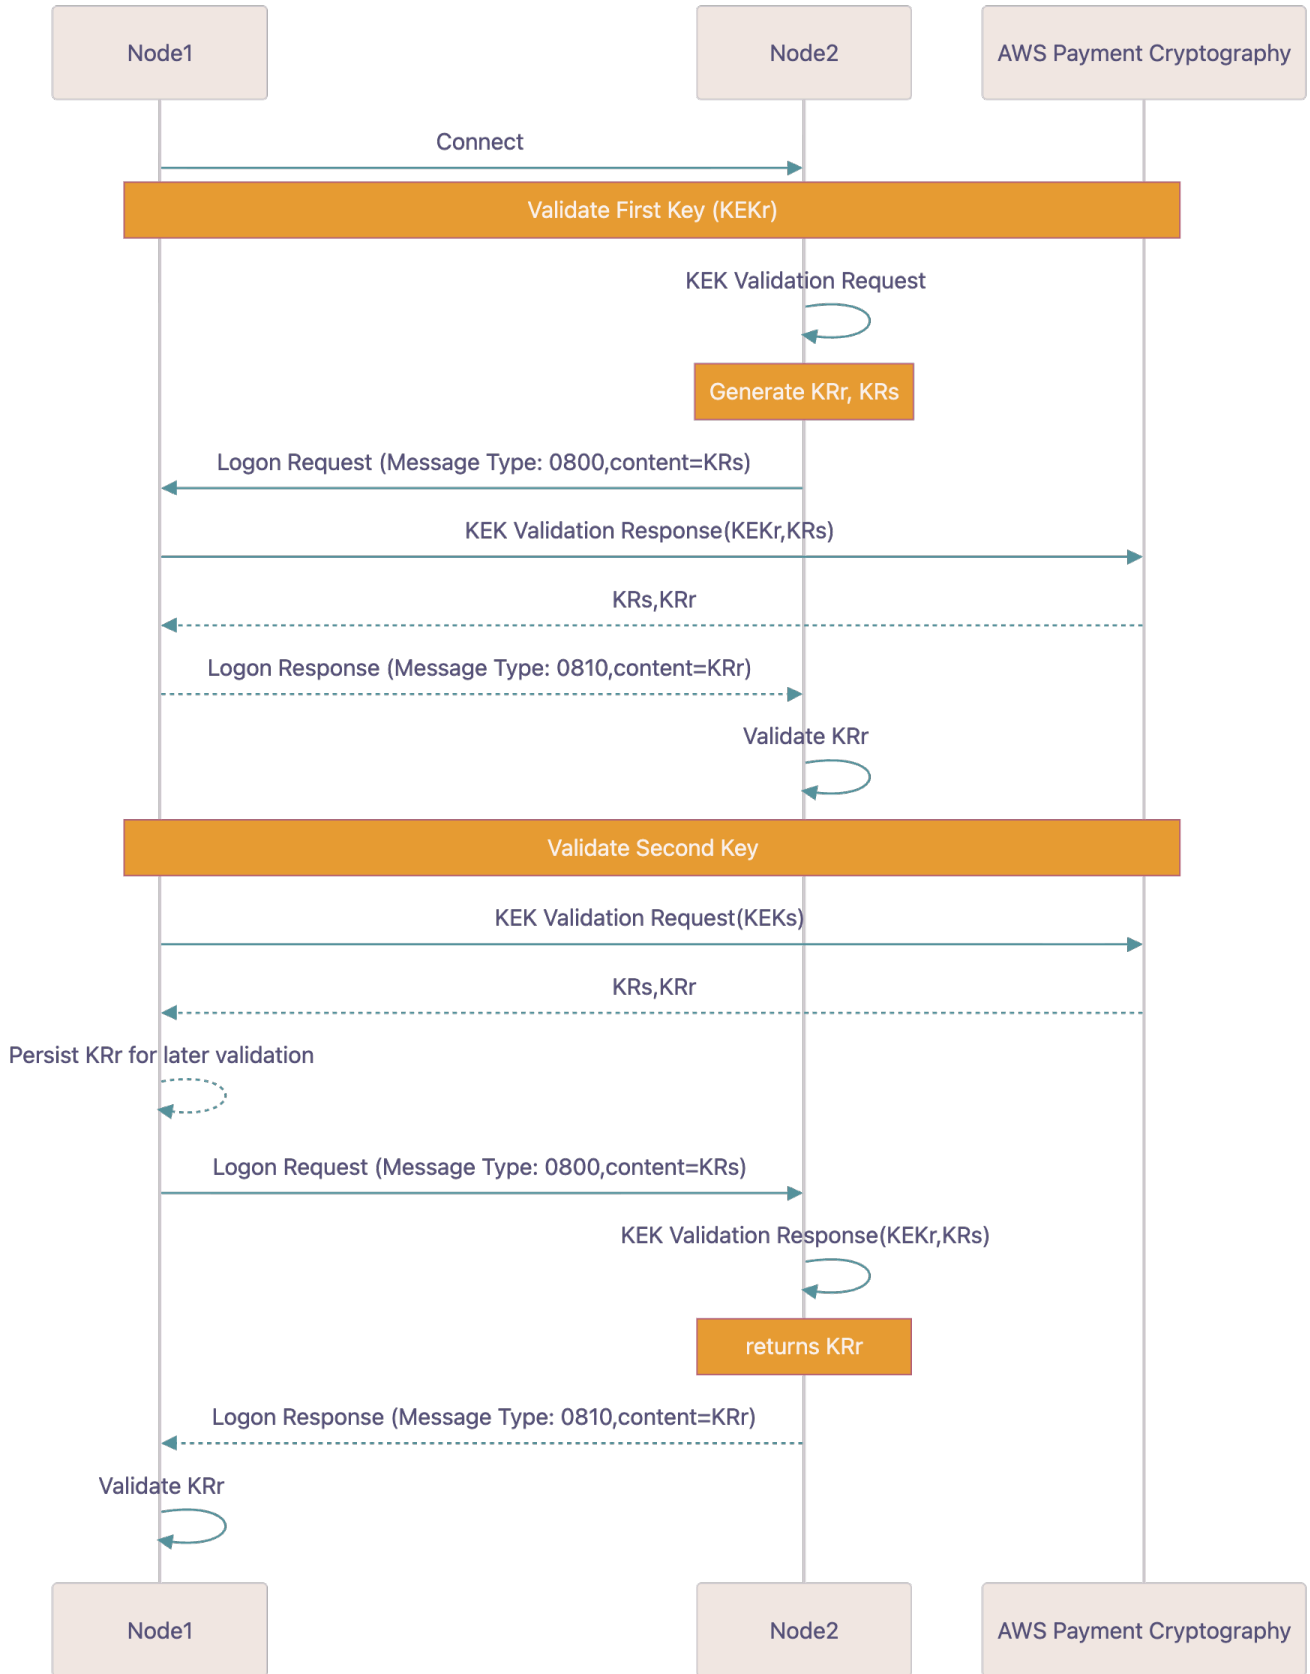 Node1
Node2
AWS Payment Cryptography
Connect
Validate First Key (KEKr)
KEK Validation Request
Generate KRr, KRs
Logon Request (Message Type: 0800,content=KRs)
KEK Validation Response(KEKr,KRs)
KRs,KRr
Logon Response (Message Type: 0810,content=KRr)
Validate KRr
Validate Second Key
KEK Validation Request(KEKs)
KRs,KRr
Persist KRr for later validation
Logon Request (Message Type: 0800,content=KRs)
KEK Validation Response(KEKr,KRs)
returns KRr
Logon Response (Message Type: 0810,content=KRr)
Validate KRr
Node1
Node2
AWS Payment Cryptography